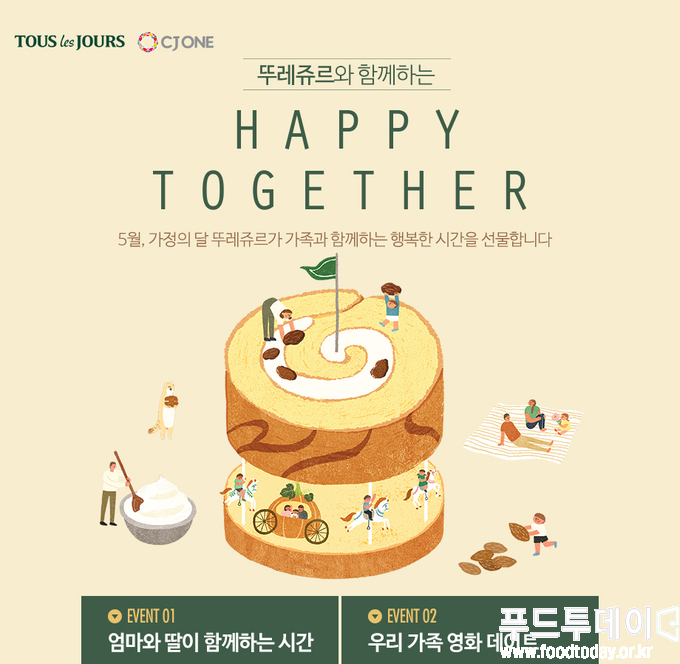 TOUS les JOURS CJ ONE
뚜레쥬르와 함께하는
HAPPY
TOGETHER
5월, 가정의 달 뚜레쥬르가 가족과 함께하는 행복한 시간을 선물합니다
EVENT 01
엄마와 딸이 함께하는 시간
EVENT 02
우리 가족 영화 데이트
푸드투데이
www.foodtoday.or.kr